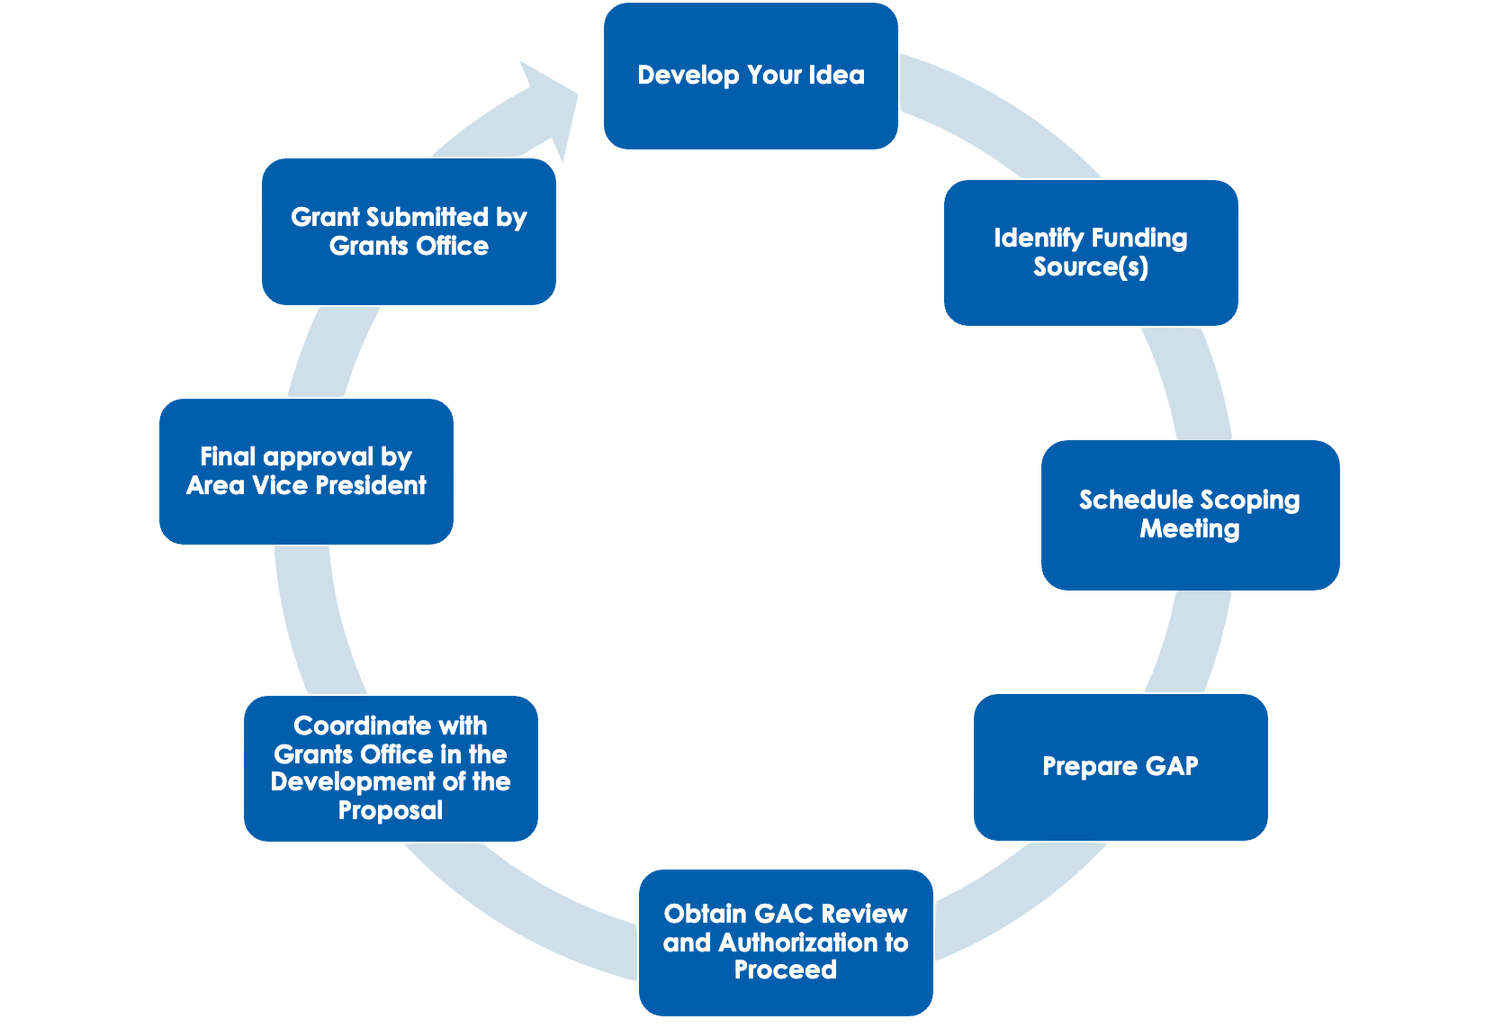 Develop Your Idea
Identify Funding
Source(s)
Schedule Scoping
Meeting
Prepare GAP
Obtain GAC Review
and Authorization to
Proceed
Coordinate with
Grants Office in the
Development of the
Proposal
Final approval by
Area Vice President
Grant Submitted by
Grants Office